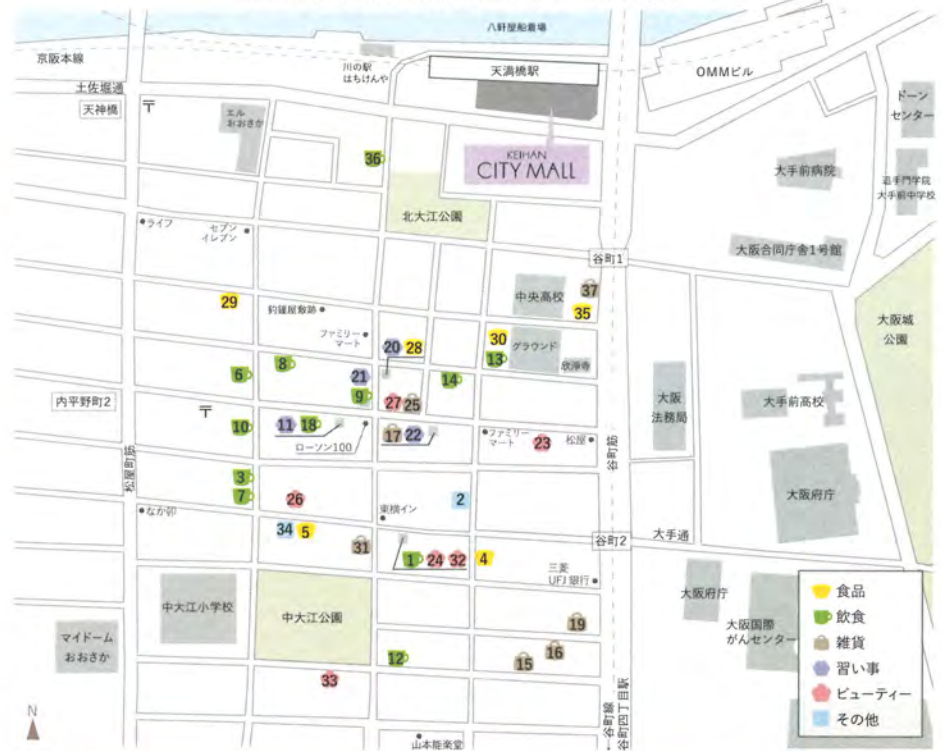 八軒屋船着場
京阪本線
川の駅
はちけんや
天満橋駅
OMMビル
土佐堀通
天神橋
〒
エル
おおさか
ドーン
センター
36
KEIHAN
CITY MALL
大手前病院
追手門学院
大手前中学校
北大江公園
ライフ
セブン
イレブン
谷町1
大阪合同庁舎1号館
29
釣鐘屋敷跡
中央高校
37
35
大阪城
公園
ファミリー
マート
20
28
30
グラウンド
13
欣浄寺
8
6
21
14
9
27
25
内平野町2
〒
大阪
法務局
大手前高校
10
11
18
17
22
ファミリー
マート
23
松屋
ローソン100
谷町筋
松屋町筋
3
7
26
2
大阪府庁
なか卯
東横イン
34
5
31
谷町2
大手通
1
24
32
4
三菱
UFJ銀行
中大江小学校
中大江公園
大阪府庁
大阪国際
がんセンター
マイドーム
おおさか
19
12
15
16
33
山本能楽堂
←谷町線
谷町四丁目駅
N
食品
飲食
雑貨
習い事
ビューティー
その他